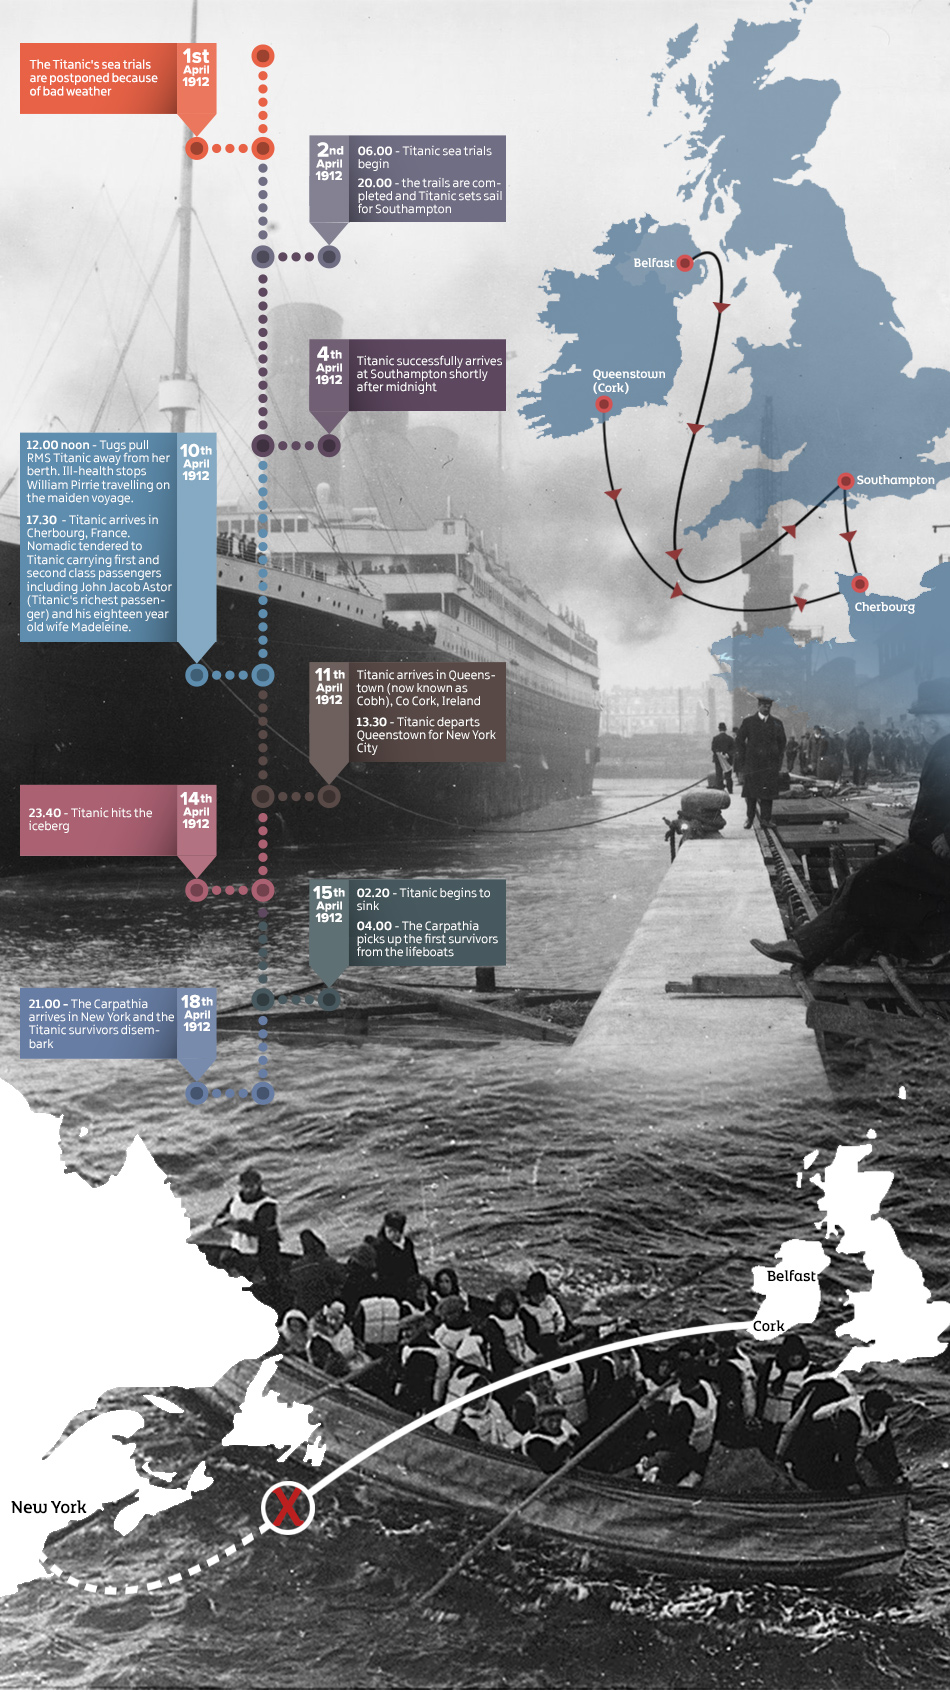 The Titanic's sea trials
are postponed because
of bad weather
1st
April
1912
2nd
April
1912
06.00 - Titanic sea trials
begin
20.00 - the trails are com-
pleted and Titanic sets sail
for Southampton
4th
April
1912
Titanic successfully arrives
at Southampton shortly
after midnight
12.00 noon - Tugs pull
RMS Titanic away from her
berth. Ill-health stops
William Pirrie travelling on
the maiden voyage.
17.30 - Titanic arrives in
Cherbourg, France.
Nomadic tendered to
Titanic carrying first and
second class passengers
including John Jacob Astor
(Titanic's richest passen-
ger) and his eighteen year
old wife Madeleine.
10th
April
1912
11th
April
1912
Titanic arrives in Queens-
town (now known as
Cobh), Co Cork, Ireland
13.30 - Titanic departs
Queenstown for New York
City
23.40 - Titanic hits the
iceberg
14th
April
1912
15th
April
1912
02.20 - Titanic begins to
sink
04.00 - The Carpathia
picks up the first survivors
from the lifeboats
21.00 - The Carpathia
arrives in New York and the
Titanic survivors disem-
bark
18th
April
1912
Belfast
Queenstown
(Cork)
Southampton
Cherbourg
Belfast
Cork
New York
X